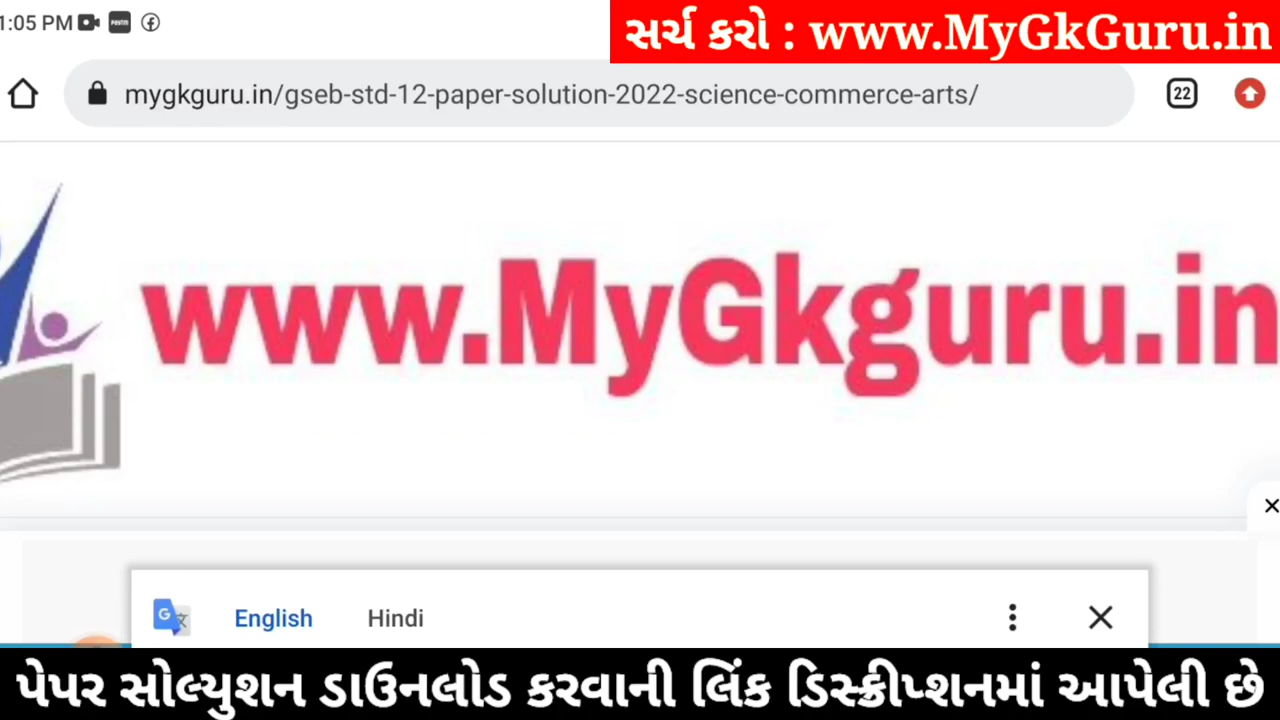 1:05 PM
સર્ચ કરો : www.MyGkGuru.in
mygkguru.in/gseb-std-12-paper-solution-2022-science-commerce-arts/
22
www.MyGkguru.in
English Hindi
પેપર સોલ્યુશન ડાઉનલોડ કરવાની લિંક ડિસ્ક્રીપ્શનમાં આપેલી છે